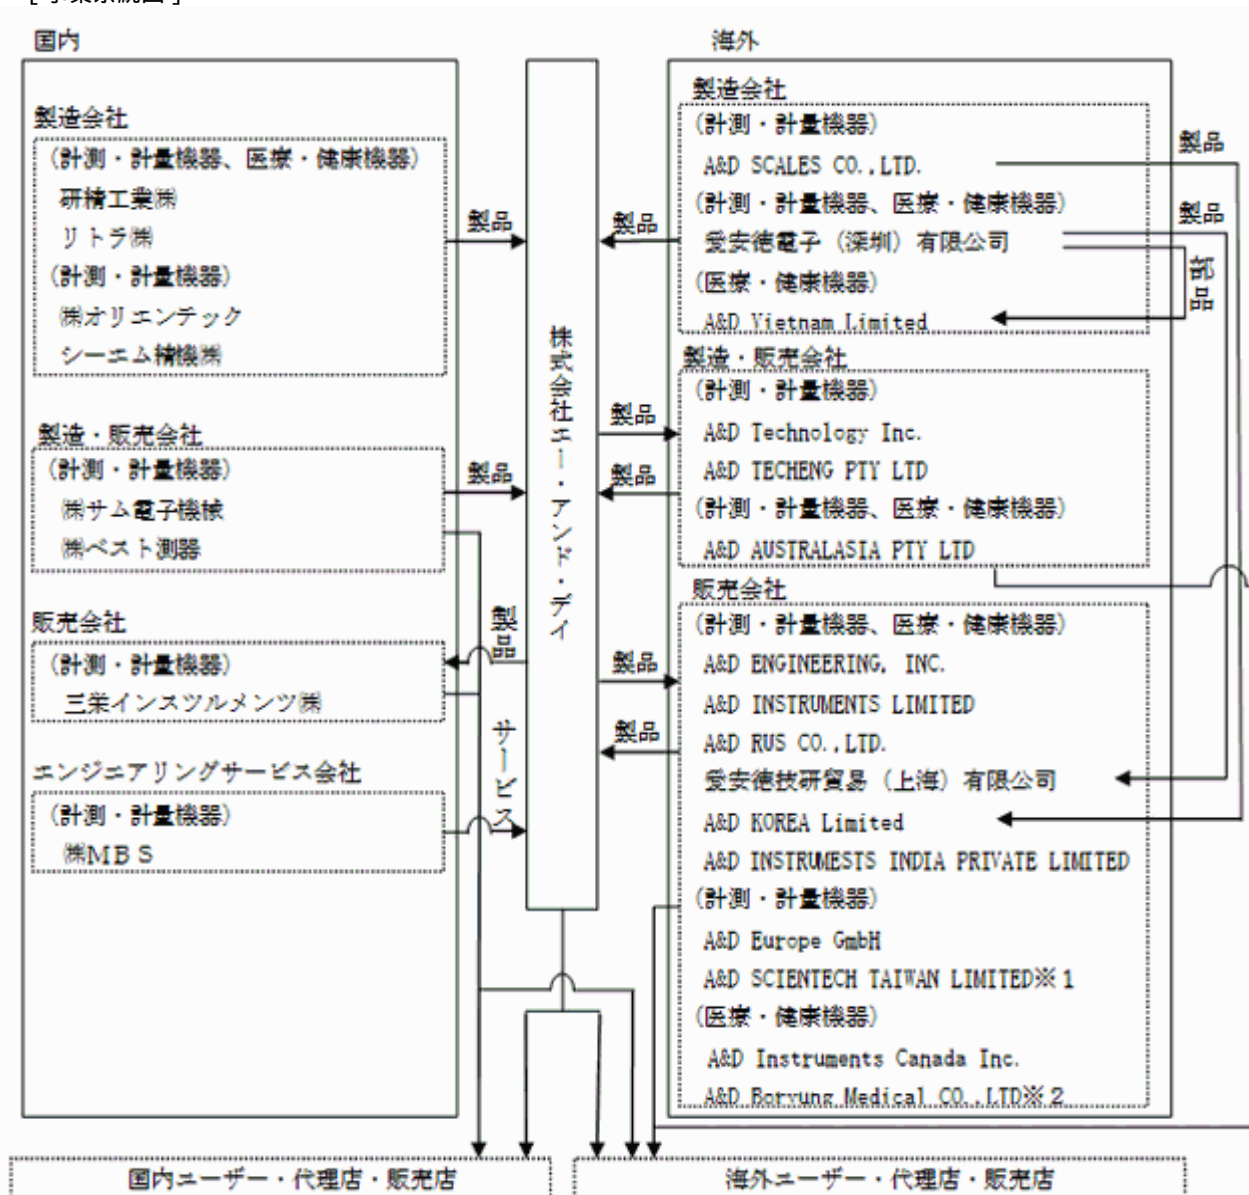 [事業系統図]
国内
製造会社
(計測・計量機器、医療・健康機器)
研精工業㈱
リトラ㈱
(計測・計量機器)
㈱オリエンテック
シーエム精機㈱
製品
製造・販売会社
(計測・計量機器)
㈱サム電子機械
㈱ベスト測器
製品
販売会社
(計測・計量機器)
三栄インスツルメンツ㈱
製品
エンジニアリングサービス会社
(計測・計量機器)
㈱MBS
サービス
株式会社エー・アンド・デイ
海外
製造会社
(計測・計量機器)
A&D SCALES CO.,LTD.
(計測・計量機器、医療・健康機器)
愛安徳電子（深圳）有限公司
(医療・健康機器)
A&D Vietnam Limited
製品
製品
製品
部品
製造・販売会社
(計測・計量機器)
A&D Technology Inc.
A&D TECHENG PTY LTD
(計測・計量機器、医療・健康機器)
A&D AUSTRALASIA PTY LTD
製品
製品
販売会社
(計測・計量機器、医療・健康機器)
A&D ENGINEERING, INC.
A&D INSTRUMENTS LIMITED
A&D RUS CO.,LTD.
愛安徳技研貿易（上海）有限公司
A&D KOREA Limited
A&D INSTRUMESTS INDIA PRIVATE LIMITED
(計測・計量機器)
A&D Europe GmbH
A&D SCIENTECH TAIWAN LIMITED※1
(医療・健康機器)
A&D Instruments Canada Inc.
A&D Boryung Medical CO.,LTD※2
製品
製品
国内ユーザー・代理店・販売店
海外ユーザー・代理店・販売店